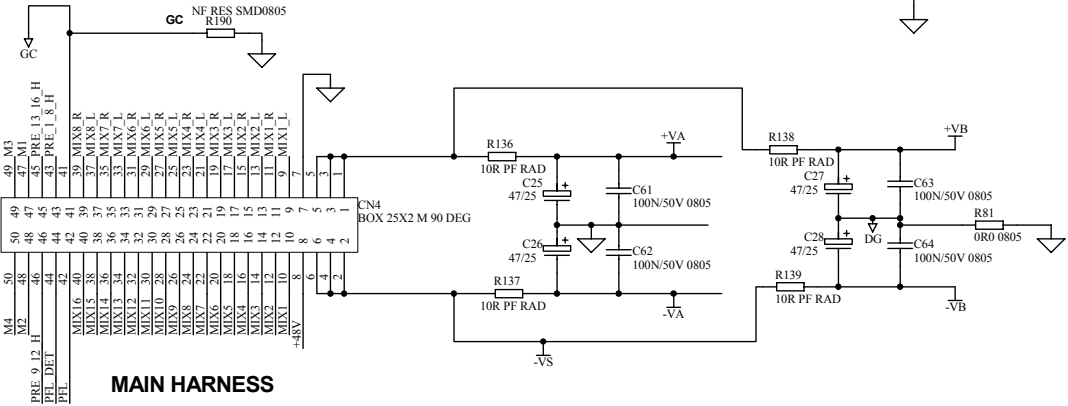 NF RES SMD0805
GC R190
GC
M3
M1
PRE_13_16_H
PRE_1_8_H
MIX8_R
MIX8_L
MIX7_R
MIX7_L
MIX6_R
MIX6_L
MIX5_R
MIX5_L
MIX4_R
MIX4_L
MIX3_R
MIX3_L
MIX2_R
MIX2_L
MIX1_R
MIX1_L
49 47 45 43 41 39 37 35 33 31 29 27 25 23 21 19 17 15 13 11 9 7 5 3 1
49 47 45 43 41 39 37 35 33 31 29 27 25 23 21 19 17 15 13 11 9 7 5 3 1
CN4
BOX 25X2 M 90 DEG
50 48 46 44 42 40 38 36 34 32 30 28 26 24 22 20 18 16 14 12 10 8 6 4 2
50 48 46 44 42 40 38 36 34 32 30 28 26 24 22 20 18 16 14 12 10 8 6 4 2
M4
M2
PRE_9_12_H
PFL_DET
PFL
MIX16
MIX15
MIX14
MIX13
MIX12
MIX11
MIX10
MIX9
MIX8
MIX7
MIX6
MIX5
MIX4
MIX3
MIX2
MIX1
+48V
MAIN HARNESS
R136
10R PF RAD
+VA
C25
47/25
+
C61
100N/50V 0805
C26
47/25
+
C62
100N/50V 0805
R137
10R PF RAD
-VA
-VS
R138
10R PF RAD
+VB
C27
47/25
+
C63
100N/50V 0805
DG
R81
0R0 0805
C28
47/25
+
C64
100N/50V 0805
R139
10R PF RAD
-VB